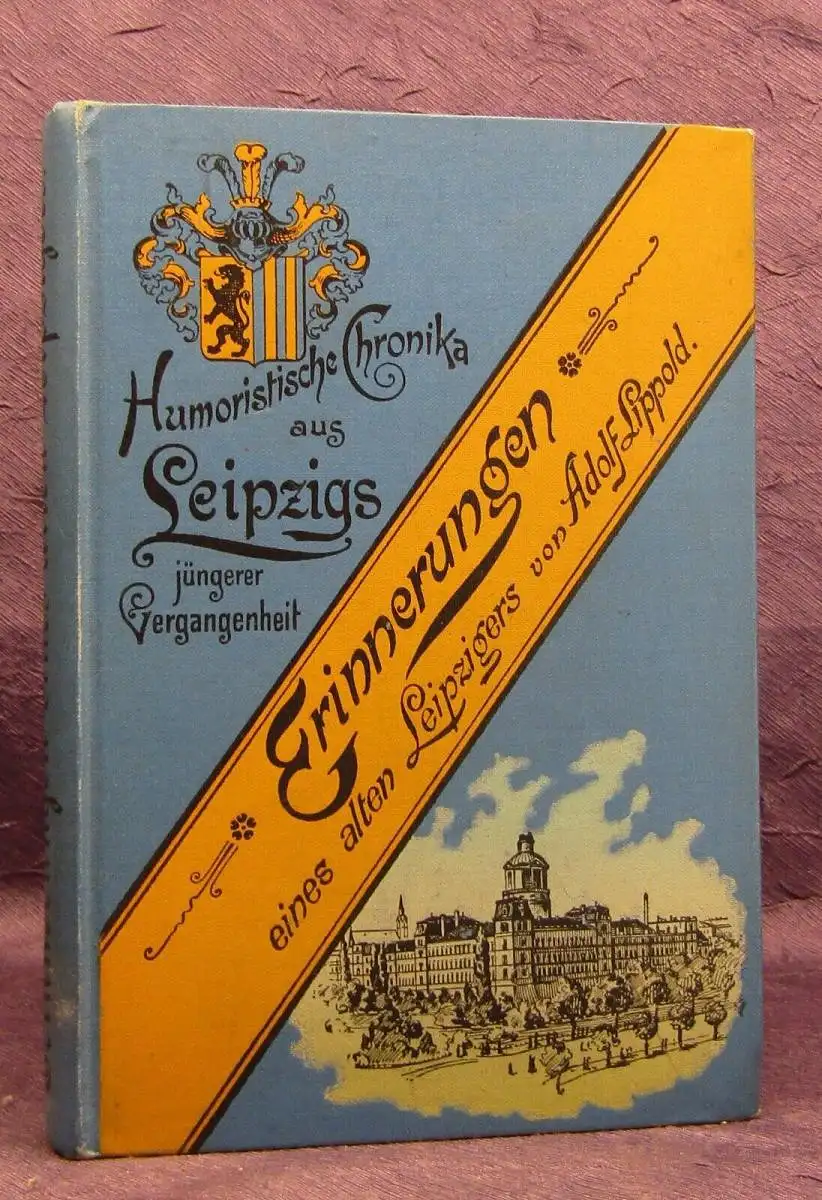 Humoristische Chronika
aus
Leipzigs
jüngerer
Vergangenheit
Erinnerungen
eines alten Leipzigers von Adolf Lippold.